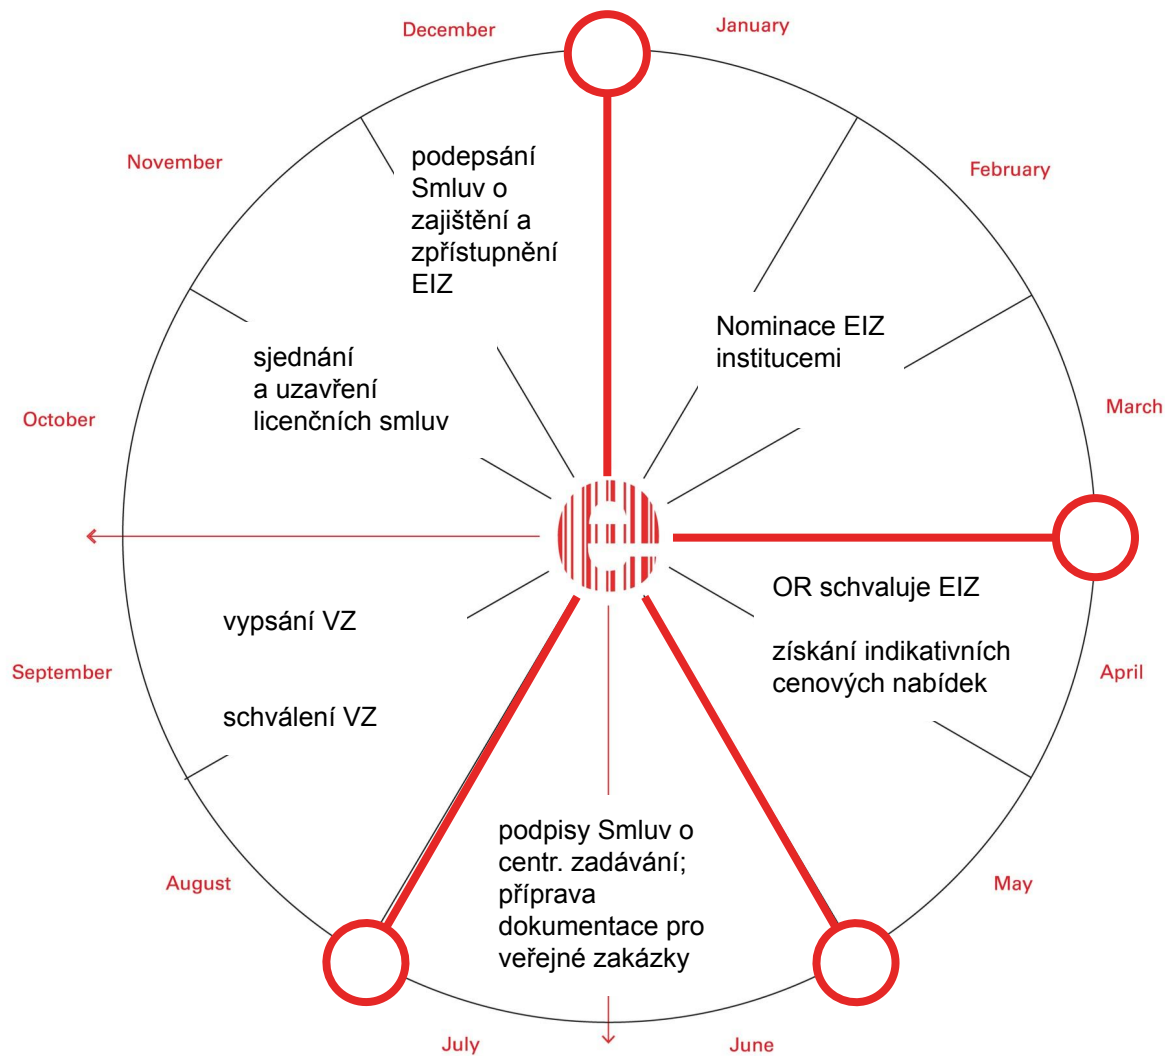 December
January
November
February
podepsání
Smluv o
zajištění a
zpřístupnění
EIZ
Nominace EIZ
institucemi
sjednání
a uzavření
licenčních smluv
October
March
OR schvaluje EIZ
získání indikativních
cenových nabídek
vypsání VZ
schválení VZ
September
April
podpisy Smluv o
centr. zadávání;
příprava
dokumentace pro
veřejné zakázky
August
May
July
June